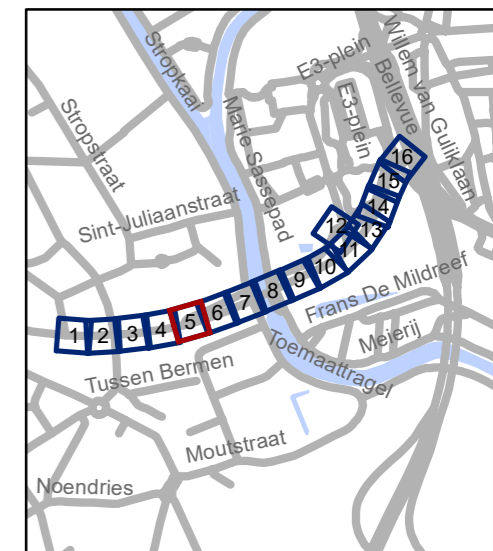 Stropkaai
E3-plein
Willem van Guliklaan
Bellevue
Stropstraat
Marie Sassepad
E3-plein
Sint-Juliaanstraat
16
15
14
13
12
11
10
9
8
7
6
5
4
3
2
1
Frans De Mildreef
Meierij
Toemaattragel
Tussen Bermen
Moutstraat
Noendries